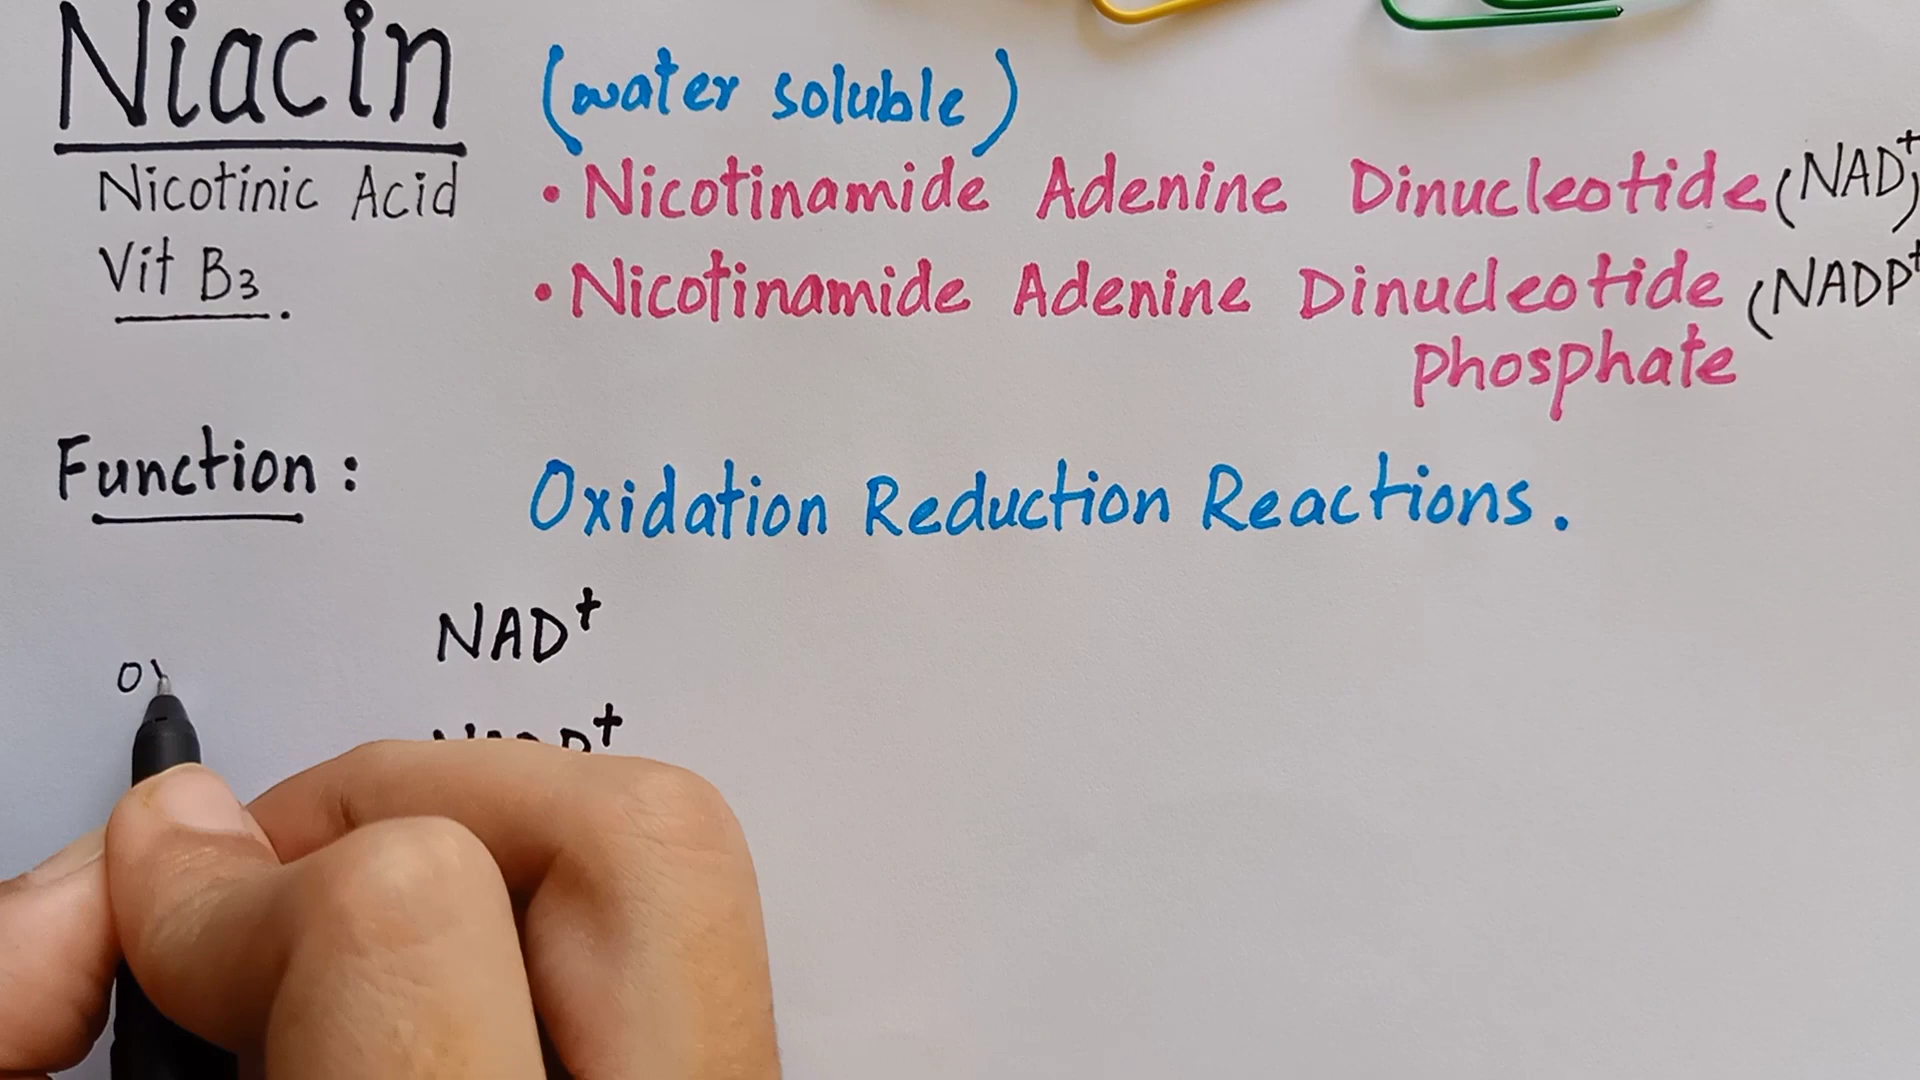 Niacin (water soluble)
Nicotinic Acid
Vit B3.
• Nicotinamide Adenine Dinucleotide (NAD+)
• Nicotinamide Adenine Dinucleotide (NADP+
phosphate
Function : Oxidation Reduction Reactions.
NAD+